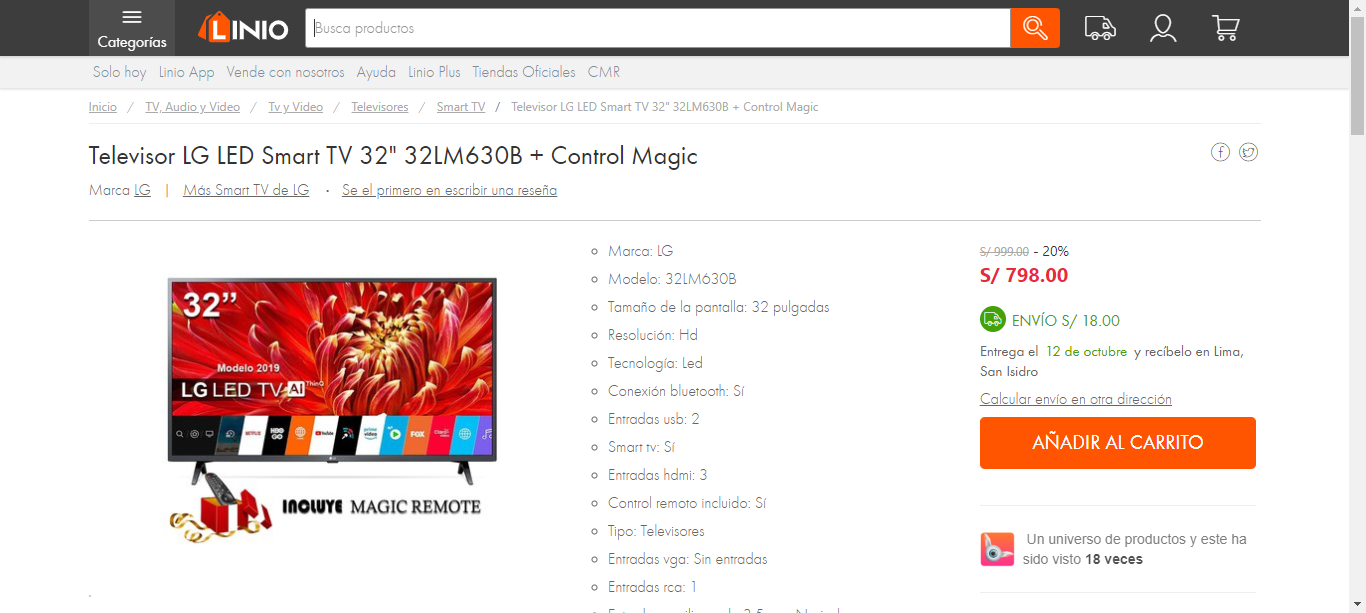 Categorías
LINIO
Busca productos
Solo hoy Linio App Vende con nosotros Ayuda Linio Plus Tiendas Oficiales CMR
Inicio / TV, Audio y Video / Tv y Video / Televisores / Smart TV / Televisor LG LED Smart TV 32" 32LM630B + Control Magic
Televisor LG LED Smart TV 32" 32LM630B + Control Magic
Marca LG | Más Smart TV de LG · Se el primero en escribir una reseña
32”
Modelo 2019
LG LED TV AI ThinQ
NETFLIX
HBO GO
YouTube
prime video
FOX
INCLUYE MAGIC REMOTE
Marca: LG
Modelo: 32LM630B
Tamaño de la pantalla: 32 pulgadas
Resolución: Hd
Tecnología: Led
Conexión bluetooth: Sí
Entradas usb: 2
Smart tv: Sí
Entradas hdmi: 3
Control remoto incluido: Sí
Tipo: Televisores
Entradas vga: Sin entradas
Entradas rca: 1
S/ 999.00 - 20%
S/ 798.00
ENVÍO S/ 18.00
Entrega el 12 de octubre y recíbelo en Lima,
San Isidro
Calcular envío en otra dirección
AÑADIR AL CARRITO
Un universo de productos y este ha
sido visto 18 veces